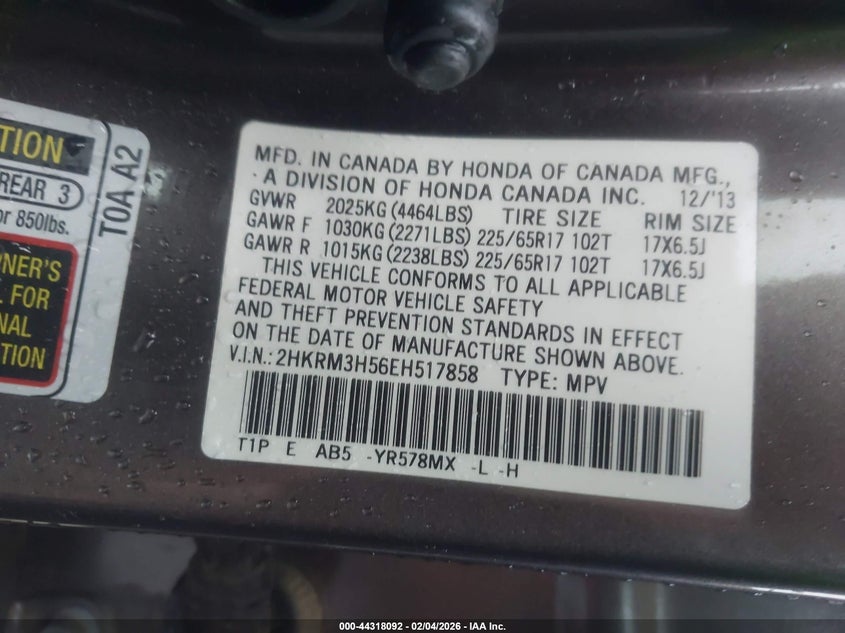 TION
REAR 3
or 850lbs.
NER'S
FOR
NAL
TION
TOA A2
MFD. IN CANADA BY HONDA OF CANADA MFG.,
A DIVISION OF HONDA CANADA INC. 12/'13
GVWR 2025KG (4464LBS) TIRE SIZE RIM SIZE
GAWR F 1030KG (2271LBS) 225/65R17 102T 17X6.5J
GAWR R 1015KG (2238LBS) 225/65R17 102T 17X6.5J
THIS VEHICLE CONFORMS TO ALL APPLICABLE
FEDERAL MOTOR VEHICLE SAFETY
AND THEFT PREVENTION STANDARDS IN EFFECT
ON THE DATE OF MANUFACTURE SHOWN ABOVE.
V.I.N.: 2HKRM3H56EH517858 TYPE: MPV
T1P E AB5 -YR578MX -L -H
000-44318092 - 02/04/2026 - IAA Inc.